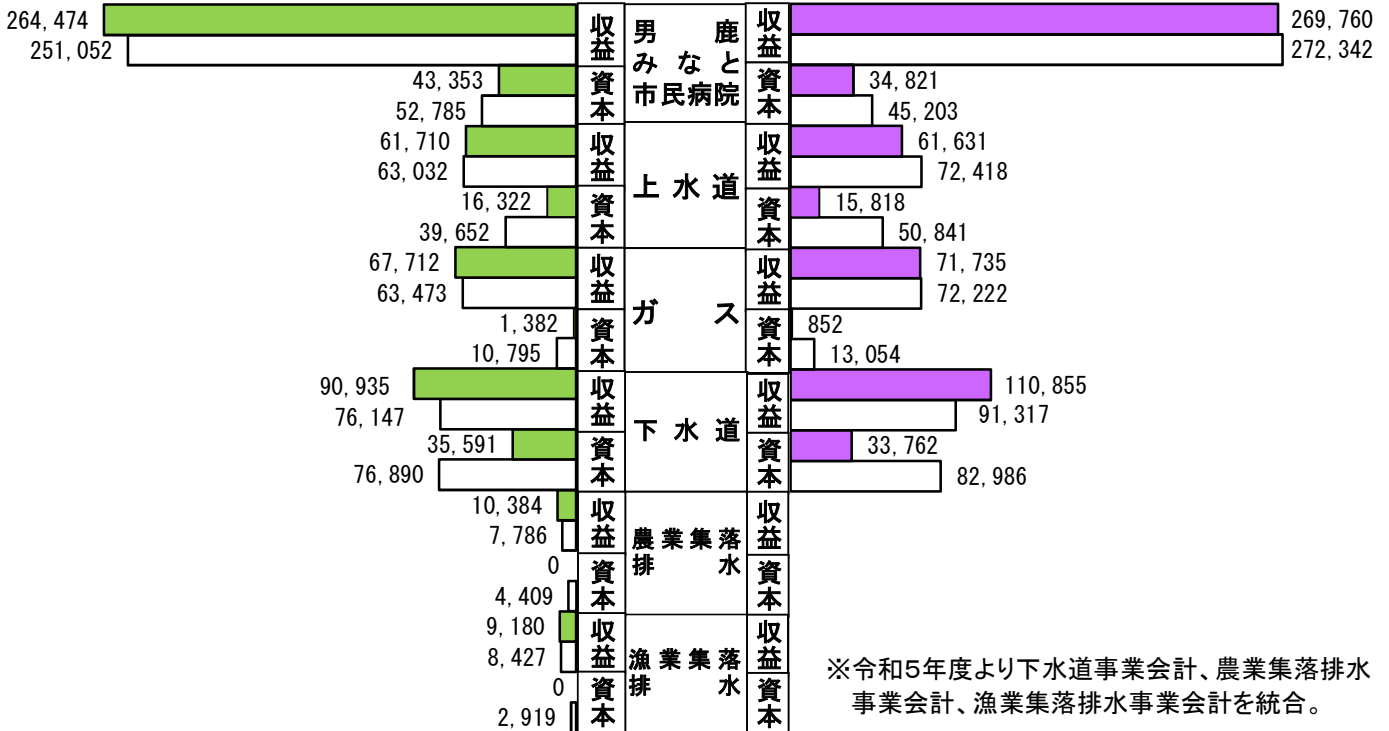 264,474 収益 男鹿みなと市民病院 収益 269,760
251,052 272,342
43,353 資本 資本 34,821
52,785 45,203
61,710 収益 上水道 収益 61,631
63,032 72,418
16,322 資本 資本 15,818
39,652 50,841
67,712 収益 ガス 収益 71,735
63,473 72,222
1,382 資本 資本 852
10,795 13,054
90,935 収益 下水道 収益 110,855
76,147 91,317
35,591 資本 資本 33,762
76,890 82,986
10,384 収益 農業集落排水 収益
7,786
0 資本 資本
4,409
9,180 収益 漁業集落排水 収益
8,427
0 資本 資本
2,919
※令和5年度より下水道事業会計、農業集落排水
事業会計、漁業集落排水事業会計を統合。